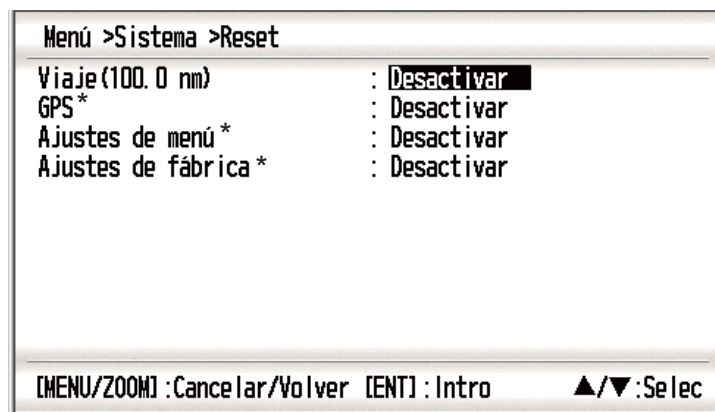 Menú >Sistema >Reset
Viaje(100.0 nm) : Desactivar
GPS* : Desactivar
Ajustes de menú* : Desactivar
Ajustes de fábrica* : Desactivar
[MENU/ZOOM]:Cancelar/Volver [ENT]:Intro ▲/▼:Selec